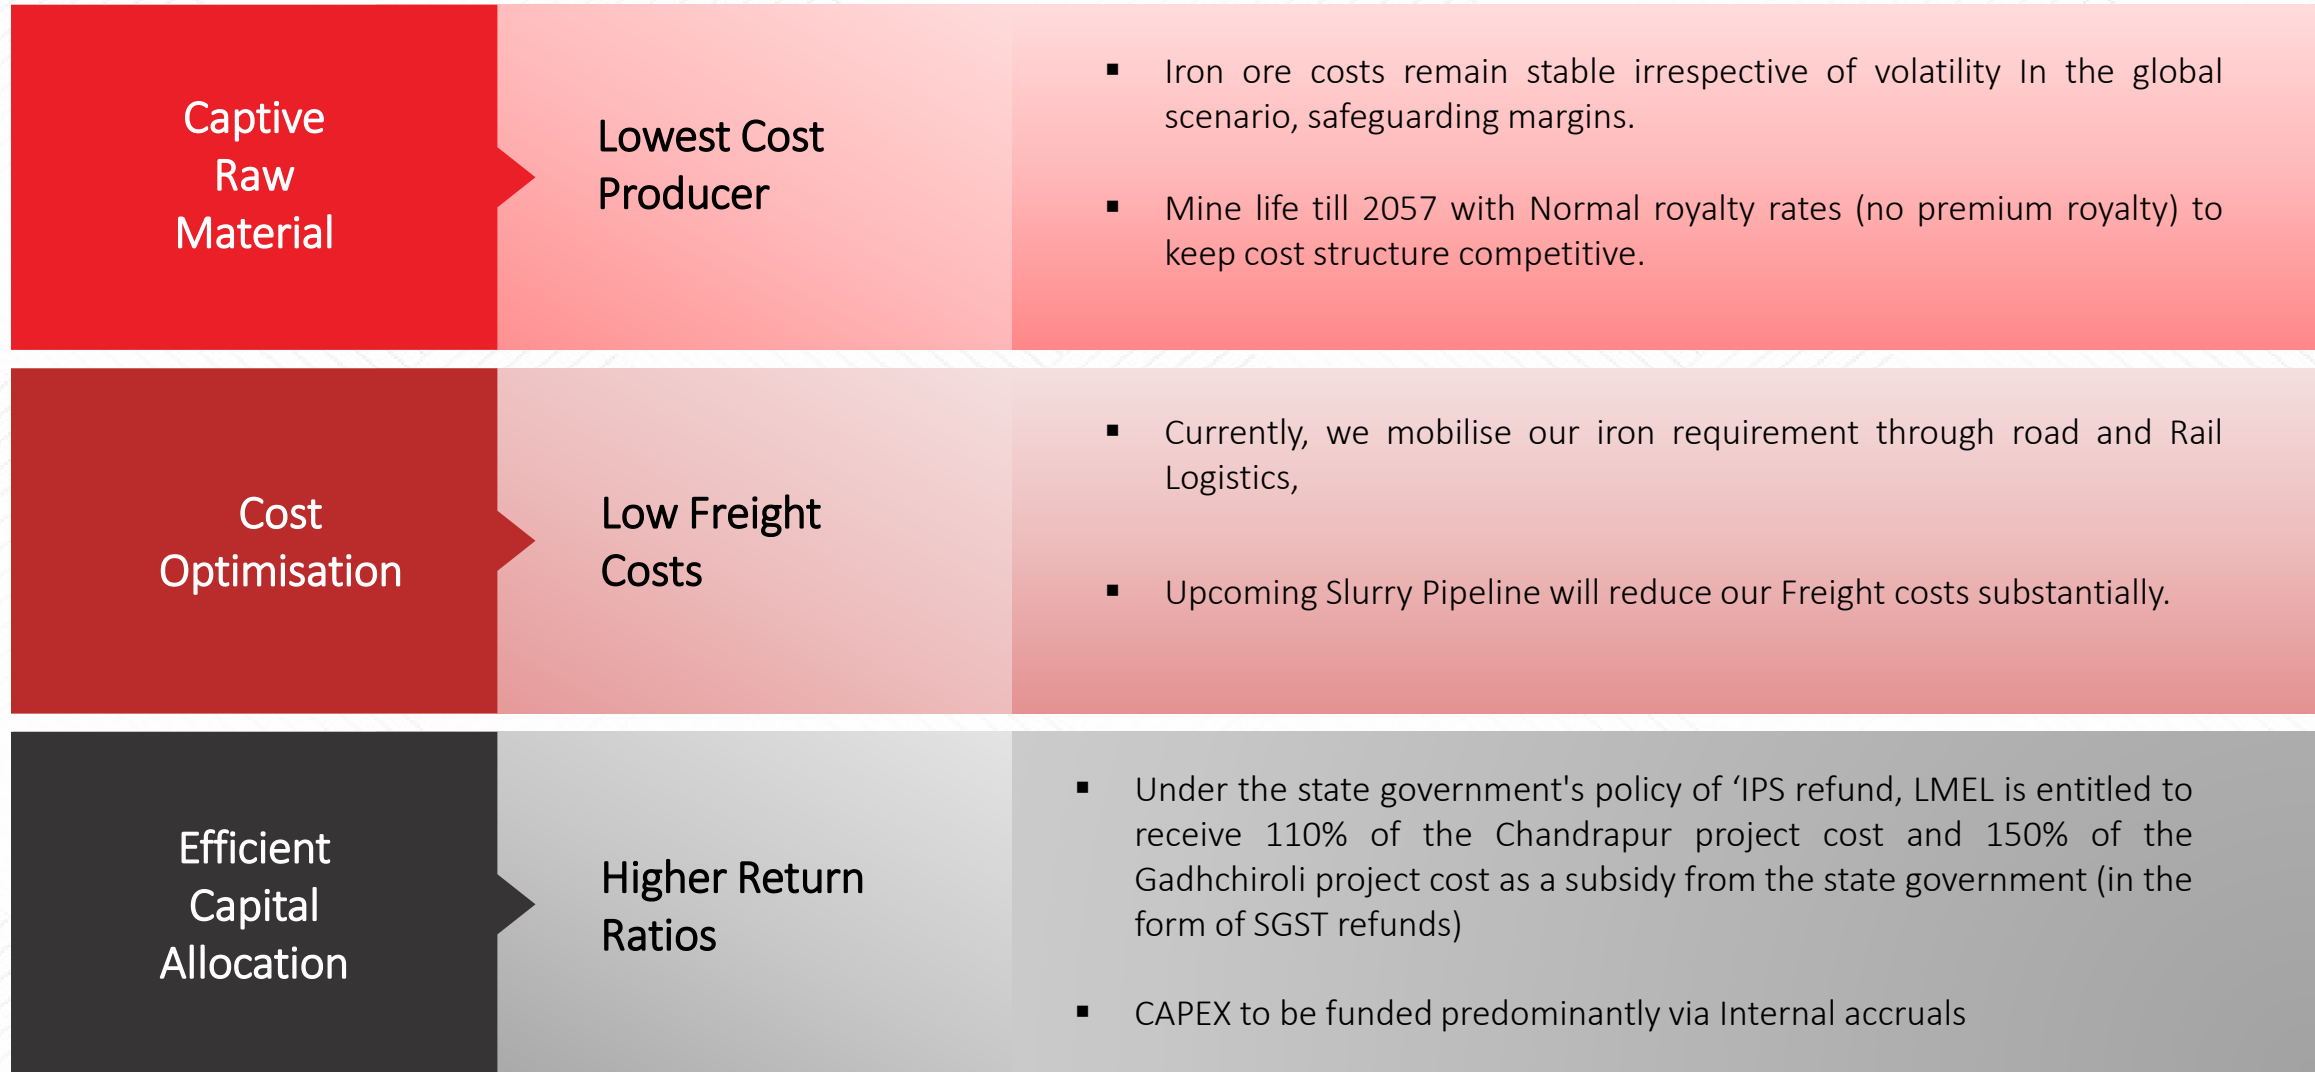 Captive
Raw
Material
Lowest Cost
Producer
▪ Iron ore costs remain stable irrespective of volatility In the global
scenario, safeguarding margins.
▪ Mine life till 2057 with Normal royalty rates (no premium royalty) to
keep cost structure competitive.
Cost
Optimisation
Low Freight
Costs
▪ Currently, we mobilise our iron requirement through road and Rail
Logistics,
▪ Upcoming Slurry Pipeline will reduce our Freight costs substantially.
Efficient
Capital
Allocation
Higher Return
Ratios
▪ Under the state government's policy of ‘IPS refund, LMEL is entitled to
receive 110% of the Chandrapur project cost and 150% of the
Gadhchiroli project cost as a subsidy from the state government (in the
form of SGST refunds)
▪ CAPEX to be funded predominantly via Internal accruals